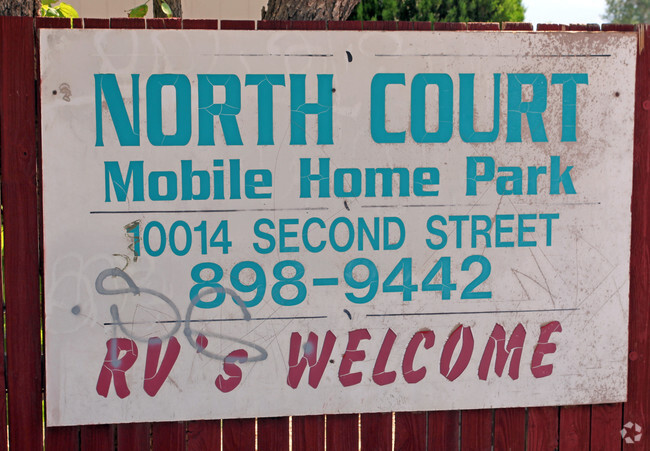 NORTH COURT
Mobile Home Park
10014 SECOND STREET
898-9442
RV's Welcome